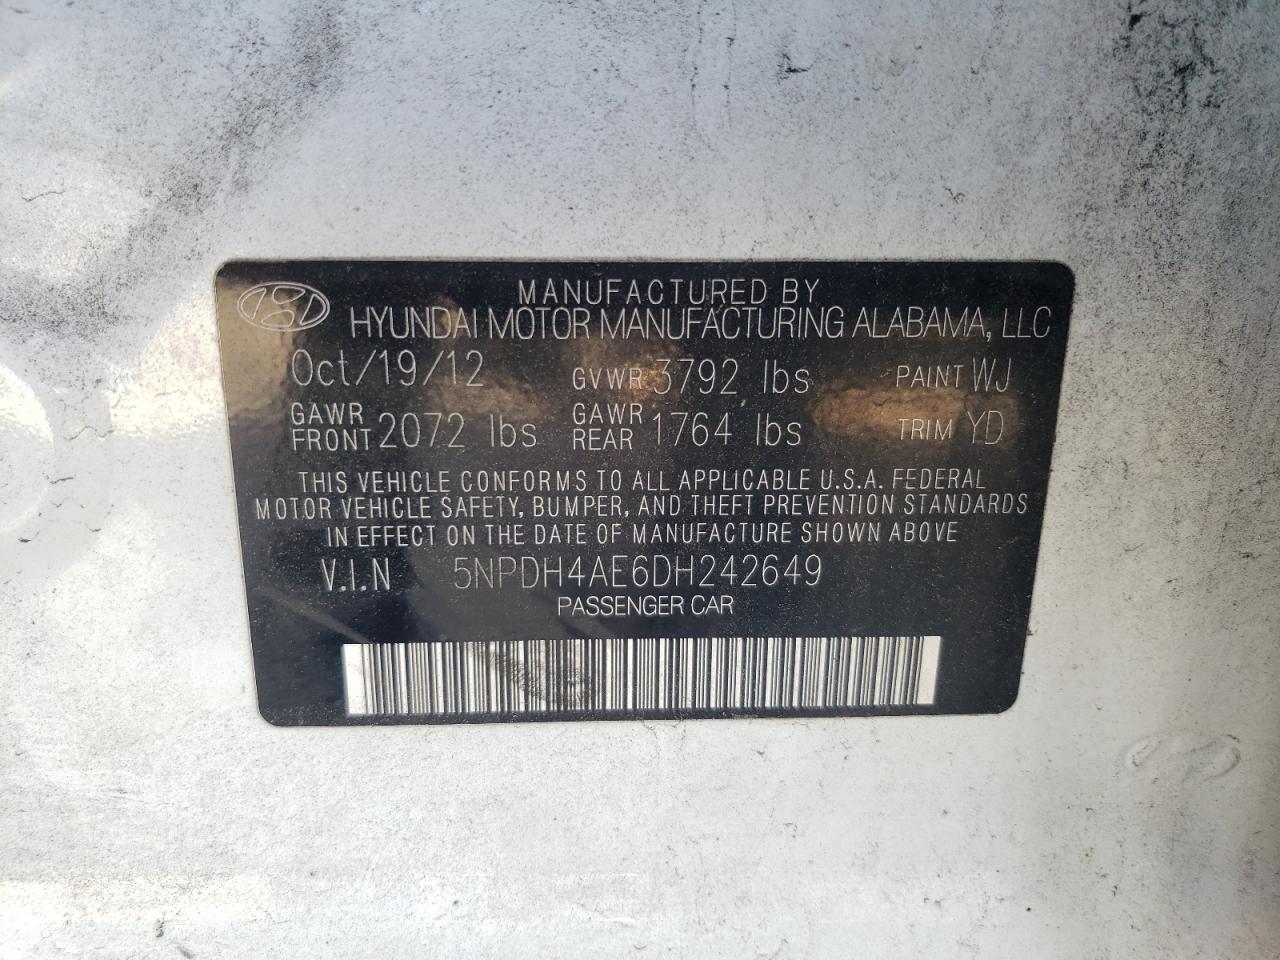 MANUFACTURED BY
HYUNDAI MOTOR MANUFACTURING ALABAMA, LLC
Oct/19/12 GVWR 3792 lbs PAINT WJ
GAWR FRONT 2072 lbs GAWR REAR 1764 lbs TRIM YD
THIS VEHICLE CONFORMS TO ALL APPLICABLE U.S.A. FEDERAL
MOTOR VEHICLE SAFETY, BUMPER, AND THEFT PREVENTION STANDARDS
IN EFFECT ON THE DATE OF MANUFACTURE SHOWN ABOVE
V.I.N 5NPDH4AE6DH242649
PASSENGER CAR